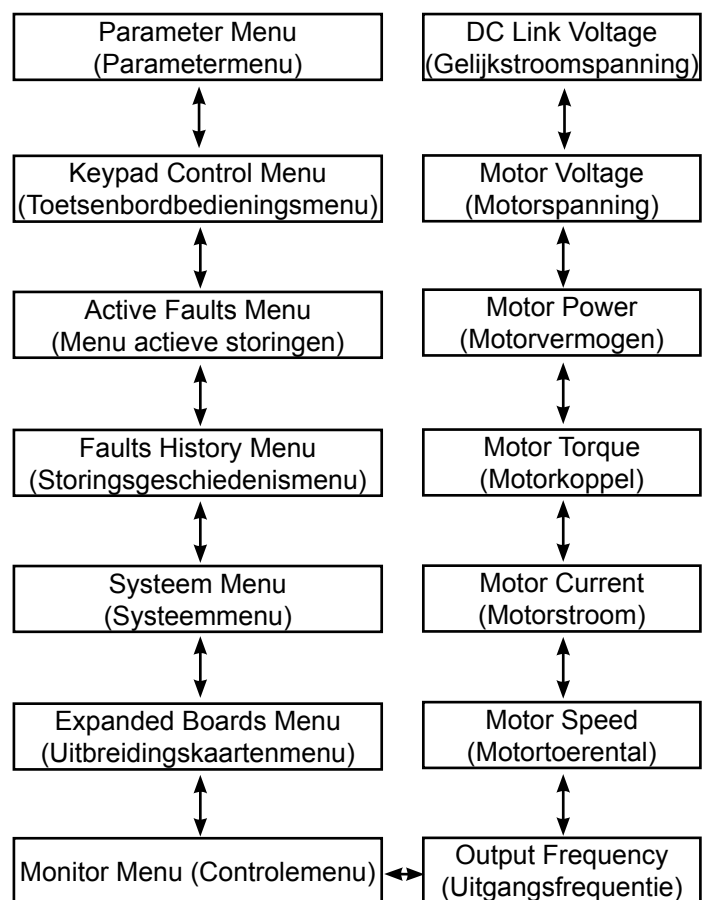 Parameter Menu
(Parametermenu)
Keypad Control Menu
(Toetsenbordbedieningsmenu)
Active Faults Menu
(Menu actieve storingen)
Faults History Menu
(Storingsgeschiedenismenu)
Systeem Menu
(Systeemmenu)
Expanded Boards Menu
(Uitbreidingskaartenmenu)
Monitor Menu (Controlemenu)
DC Link Voltage
(Gelijkstroomspanning)
Motor Voltage
(Motorspanning)
Motor Power
(Motorvermogen)
Motor Torque
(Motorkoppel)
Motor Current
(Motorstroom)
Motor Speed
(Motortoerental)
Output Frequency
(Uitgangsfrequentie)